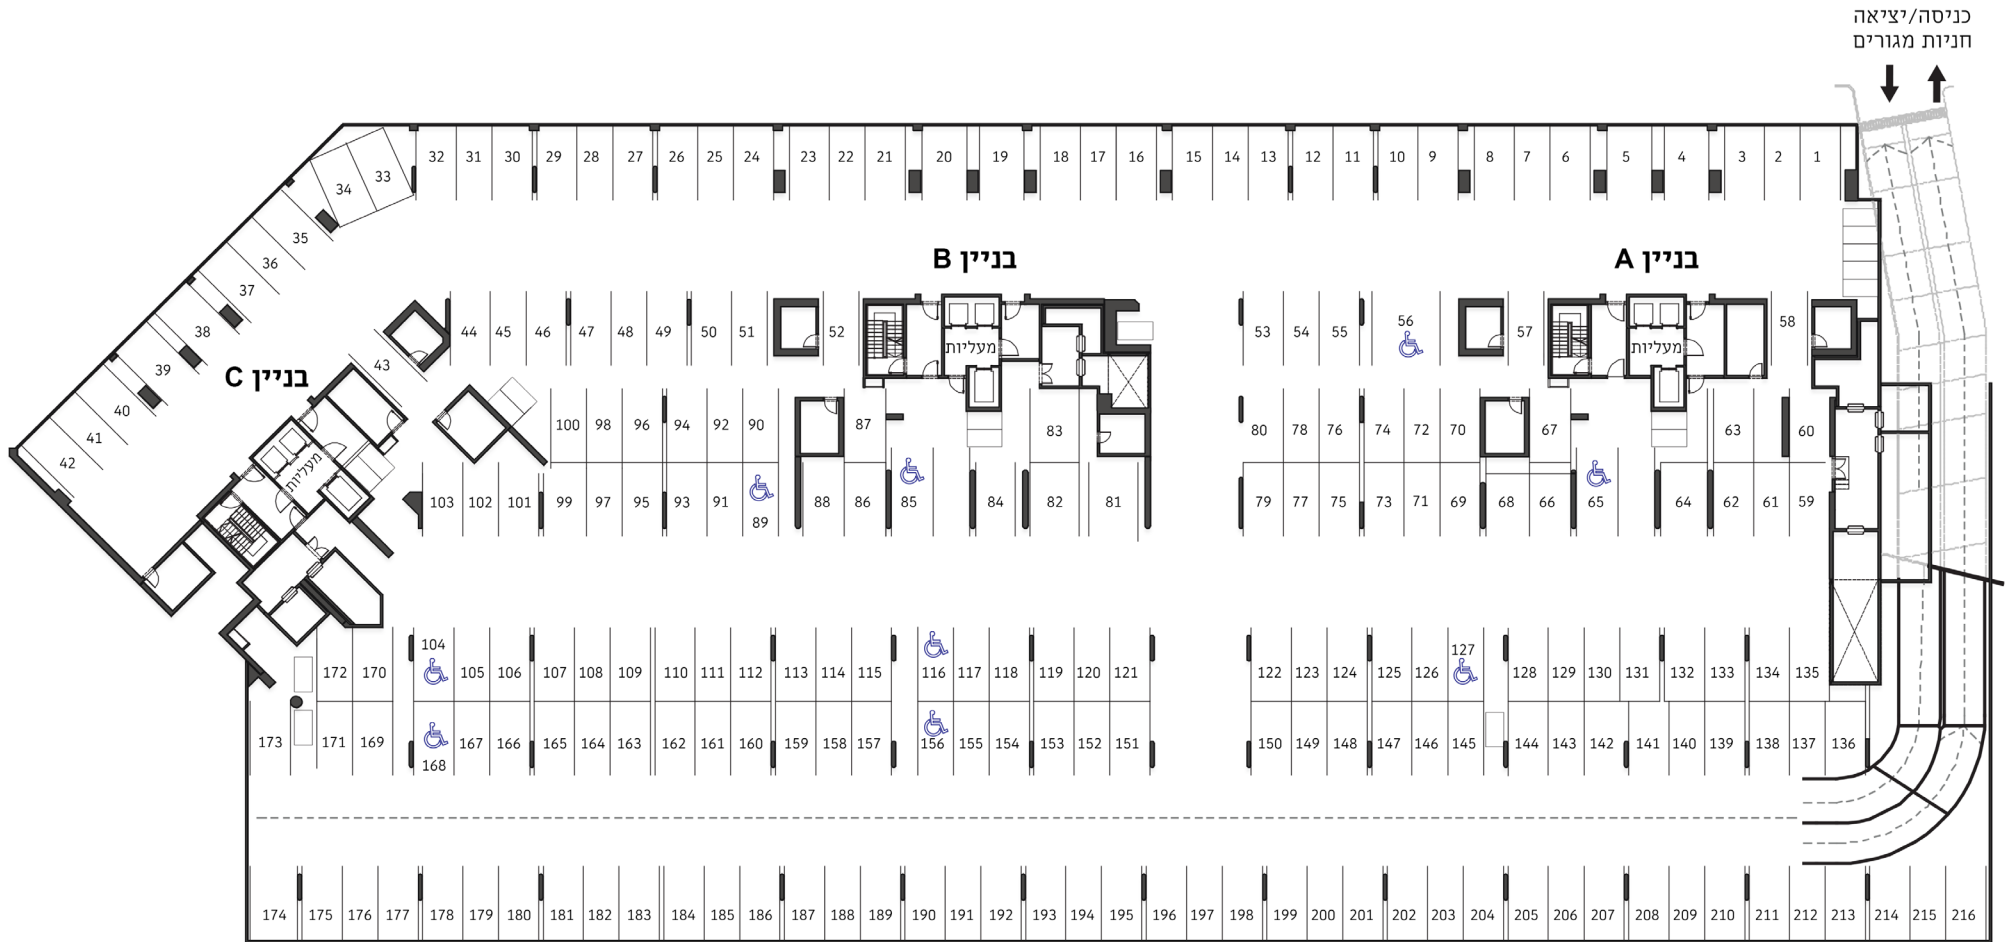 כניסה/יציאה
חניות מגורים
32 31 30 29 28 27 26 25 24 23 22 21 20 19 18 17 16 15 14 13 12 11 10 9 8 7 6 5 4 3 2 1
34 33
35
36
37
38
39
40
41
42
43
בניין B
בניין A
בניין C
44 45 46 47 48 49 50 51 52 53 54 55 56 57 58
מעליות
מעליות
מעליות
100 98 96 94 92 90 87 83 80 78 76 74 72 70 67 63 60
103 102 101 99 97 95 93 91 89 88 86 85 84 82 81 79 77 75 73 71 69 68 66 65 64 62 61 59
172 170 104 105 106 107 108 109 110 111 112 113 114 115 116 117 118 119 120 121 122 123 124 125 126 127 128 129 130 131 132 133 134 135
173 171 169 168 167 166 165 164 163 162 161 160 159 158 157 156 155 154 153 152 151 150 149 148 147 146 145 144 143 142 141 140 139 138 137 136
174 175 176 177 178 179 180 181 182 183 184 185 186 187 188 189 190 191 192 193 194 195 196 197 198 199 200 201 202 203 204 205 206 207 208 209 210 211 212 213 214 215 216